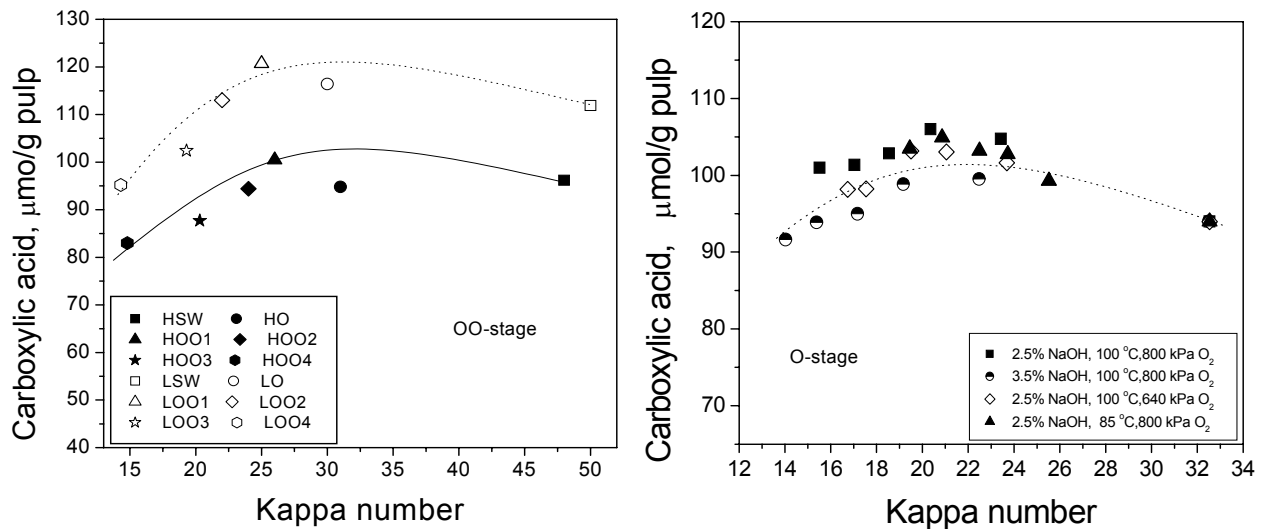 Carboxylic acid, μmo/g pulp
130
120
110
100
90
80
70
60
50
40
HSW HO
HOO1 HOO2
HOO3 HOO4
LSW LO
LOO1 LOO2
LOO3 LOO4
OO-stage
15 20 25 30 35 40 45 50
Kappa number
Carboxylic acid, μmol/g pulp
120
110
100
90
80
70
O-stage
2.5% NaOH, 100 °C,800 kPa O₂
3.5% NaOH, 100 °C,800 kPa O₂
2.5% NaOH, 100 °C,640 kPa O₂
2.5% NaOH, 85 °C,800 kPa O₂
12 14 16 18 20 22 24 26 28 30 32 34
Kappa number